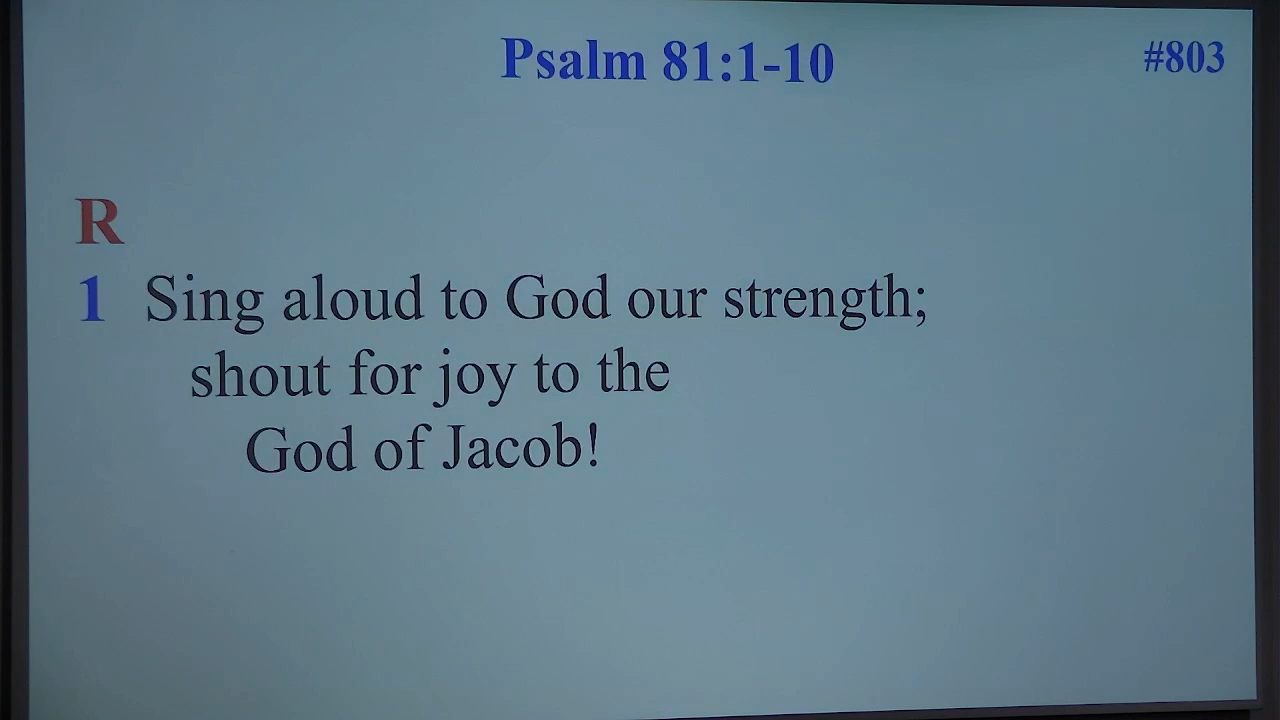 Psalm 81:1-10
#803
R
1 Sing aloud to God our strength;
shout for joy to the
God of Jacob!